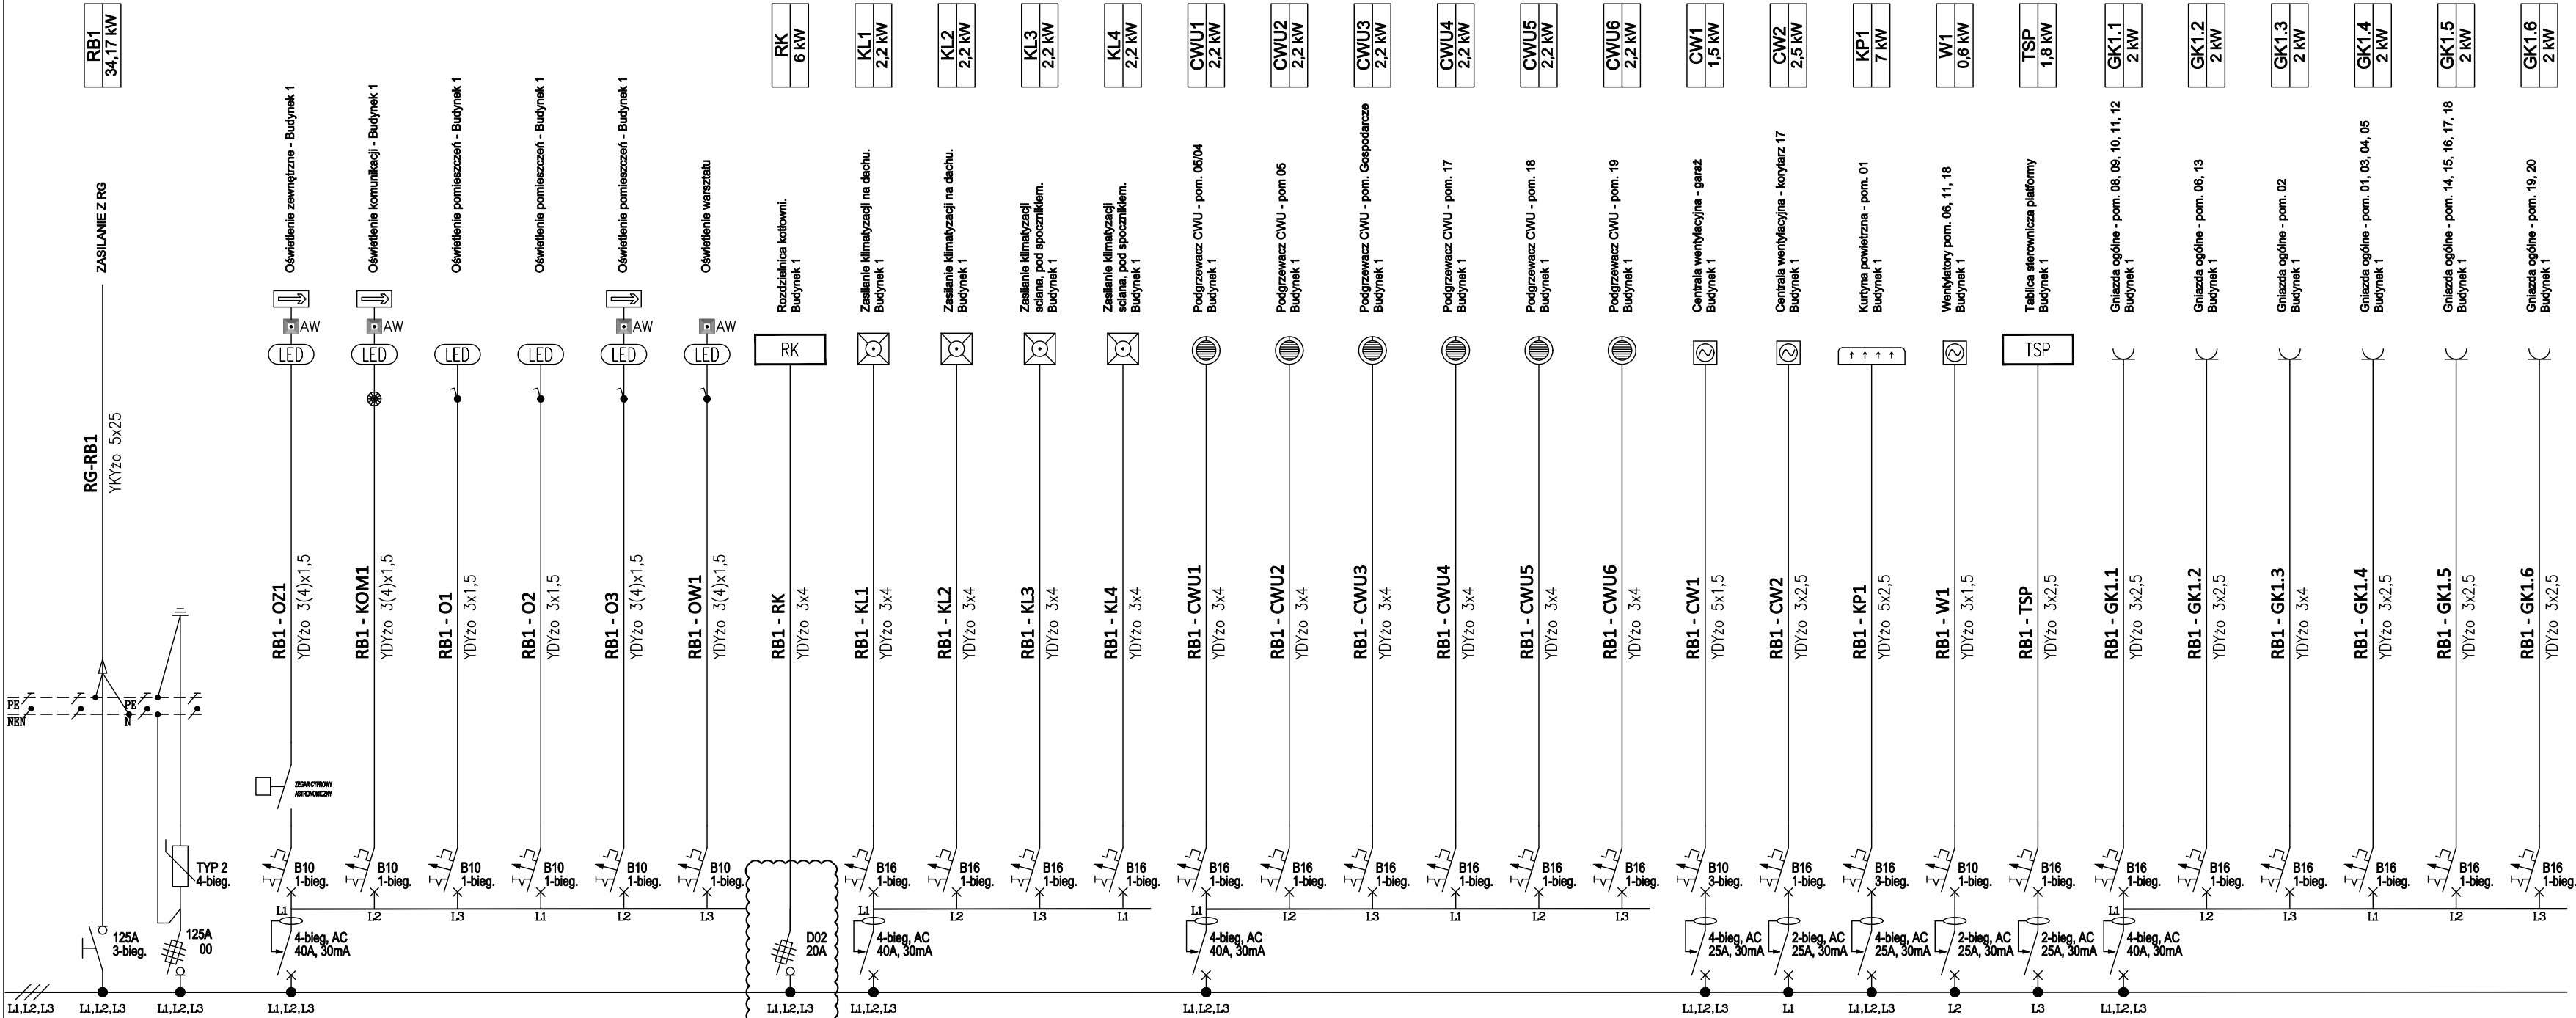 RB1
34,17 kW
ZASILANIE Z RG
RG-RB1
YKYżo 5x25
PE
N
PE
N
125A
3-bieg.
L1,L2,L3
L1,L2,L3
TYP 2
4-bieg.
125A
00
L1,L2,L3
Oświetlenie zewnętrzne - Budynek 1
AW
LED
RB1 - OZ1
YDYżo 3(4)x1,5
ZEGAR CYFROWY
ASTRONOMICZNY
B10
1-bieg.
L1
4-bieg, AC
40A, 30mA
L1,L2,L3
Oświetlenie komunikacji - Budynek 1
AW
LED
RB1 - KOM1
YDYżo 3(4)x1,5
B10
1-bieg.
L2
Oświetlenie pomieszczeń - Budynek 1
LED
RB1 - O1
YDYżo 3x1,5
B10
1-bieg.
L3
Oświetlenie pomieszczeń - Budynek 1
LED
RB1 - O2
YDYżo 3x1,5
B10
1-bieg.
L1
Oświetlenie pomieszczeń - Budynek 1
AW
LED
RB1 - O3
YDYżo 3(4)x1,5
B10
1-bieg.
L2
Oświetlenie warsztatu
AW
LED
RB1 - OW1
YDYżo 3(4)x1,5
B10
1-bieg.
L3
RK
6 kW
Rozdzielnica kotłowni.
Budynek 1
RK
RB1 - RK
YDYżo 3x4
D02
20A
L1,L2,L3
KL1
2,2 kW
Zasilanie klimatyzacji na dachu.
Budynek 1
RB1 - KL1
YDYżo 3x4
B16
1-bieg.
L1
4-bieg, AC
40A, 30mA
L1,L2,L3
KL2
2,2 kW
Zasilanie klimatyzacji na dachu.
Budynek 1
RB1 - KL2
YDYżo 3x4
B16
1-bieg.
L2
KL3
2,2 kW
Zasilanie klimatyzacji
ściana, pod spocznikiem.
Budynek 1
RB1 - KL3
YDYżo 3x4
B16
1-bieg.
L3
KL4
2,2 kW
Zasilanie klimatyzacji
ściana, pod spocznikiem.
Budynek 1
RB1 - KL4
YDYżo 3x4
B16
1-bieg.
L1
CWU1
2,2 kW
Podgrzewacz CWU - pom. 05/04
Budynek 1
RB1 - CWU1
YDYżo 3x4
B16
1-bieg.
L1
4-bieg, AC
40A, 30mA
L1,L2,L3
CWU2
2,2 kW
Podgrzewacz CWU - pom 05
Budynek 1
RB1 - CWU2
YDYżo 3x4
B16
1-bieg.
L2
CWU3
2,2 kW
Podgrzewacz CWU - pom. Gospodarcze
Budynek 1
RB1 - CWU3
YDYżo 3x4
B16
1-bieg.
L3
CWU4
2,2 kW
Podgrzewacz CWU - pom. 17
Budynek 1
RB1 - CWU4
YDYżo 3x4
B16
1-bieg.
L1
CWU5
2,2 kW
Podgrzewacz CWU - pom. 18
Budynek 1
RB1 - CWU5
YDYżo 3x4
B16
1-bieg.
L2
CWU6
2,2 kW
Podgrzewacz CWU - pom. 19
Budynek 1
RB1 - CWU6
YDYżo 3x4
B16
1-bieg.
L3
CW1
1,5 kW
Centrala wentylacyjna - garaż
Budynek 1
RB1 - CW1
YDYżo 5x1,5
B10
3-bieg.
4-bieg, AC
25A, 30mA
L1,L2,L3
CW2
2,5 kW
Centrala wentylacyjna - korytarz 17
Budynek 1
RB1 - CW2
YDYżo 3x2,5
B16
1-bieg.
2-bieg, AC
25A, 30mA
L1
KP1
7 kW
Kurtyna powietrzna - pom. 01
Budynek 1
RB1 - KP1
YDYżo 5x2,5
B16
3-bieg.
4-bieg, AC
25A, 30mA
L1,L2,L3
W1
0,6 kW
Wentylatory pom. 06, 11, 18
Budynek 1
RB1 - W1
YDYżo 3x1,5
B10
1-bieg.
2-bieg, AC
25A, 30mA
L2
TSP
1,8 kW
Tablica sterownicza platformy
Budynek 1
TSP
RB1 - TSP
YDYżo 3x2,5
B16
1-bieg.
2-bieg, AC
25A, 30mA
L3
GK1.1
2 kW
Gniazda ogólne - pom. 08, 09, 10, 11, 12
Budynek 1
RB1 - GK1.1
YDYżo 3x2,5
B16
1-bieg.
L1
4-bieg, AC
40A, 30mA
L1,L2,L3
GK1.2
2 kW
Gniazda ogólne - pom. 06, 13
Budynek 1
RB1 - GK1.2
YDYżo 3x2,5
B16
1-bieg.
L2
GK1.3
2 kW
Gniazda ogólne - pom. 02
Budynek 1
RB1 - GK1.3
YDYżo 3x4
B16
1-bieg.
L3
GK1.4
2 kW
Gniazda ogólne - pom. 01, 03, 04, 05
Budynek 1
RB1 - GK1.4
YDYżo 3x2,5
B16
1-bieg.
L1
GK1.5
2 kW
Gniazda ogólne - pom. 14, 15, 16, 17, 18
Budynek 1
RB1 - GK1.5
YDYżo 3x2,5
B16
1-bieg.
L2
GK1.6
2 kW
Gniazda ogólne - pom. 19, 20
Budynek 1
RB1 - GK1.6
YDYżo 3x2,5
B16
1-bieg.
L3